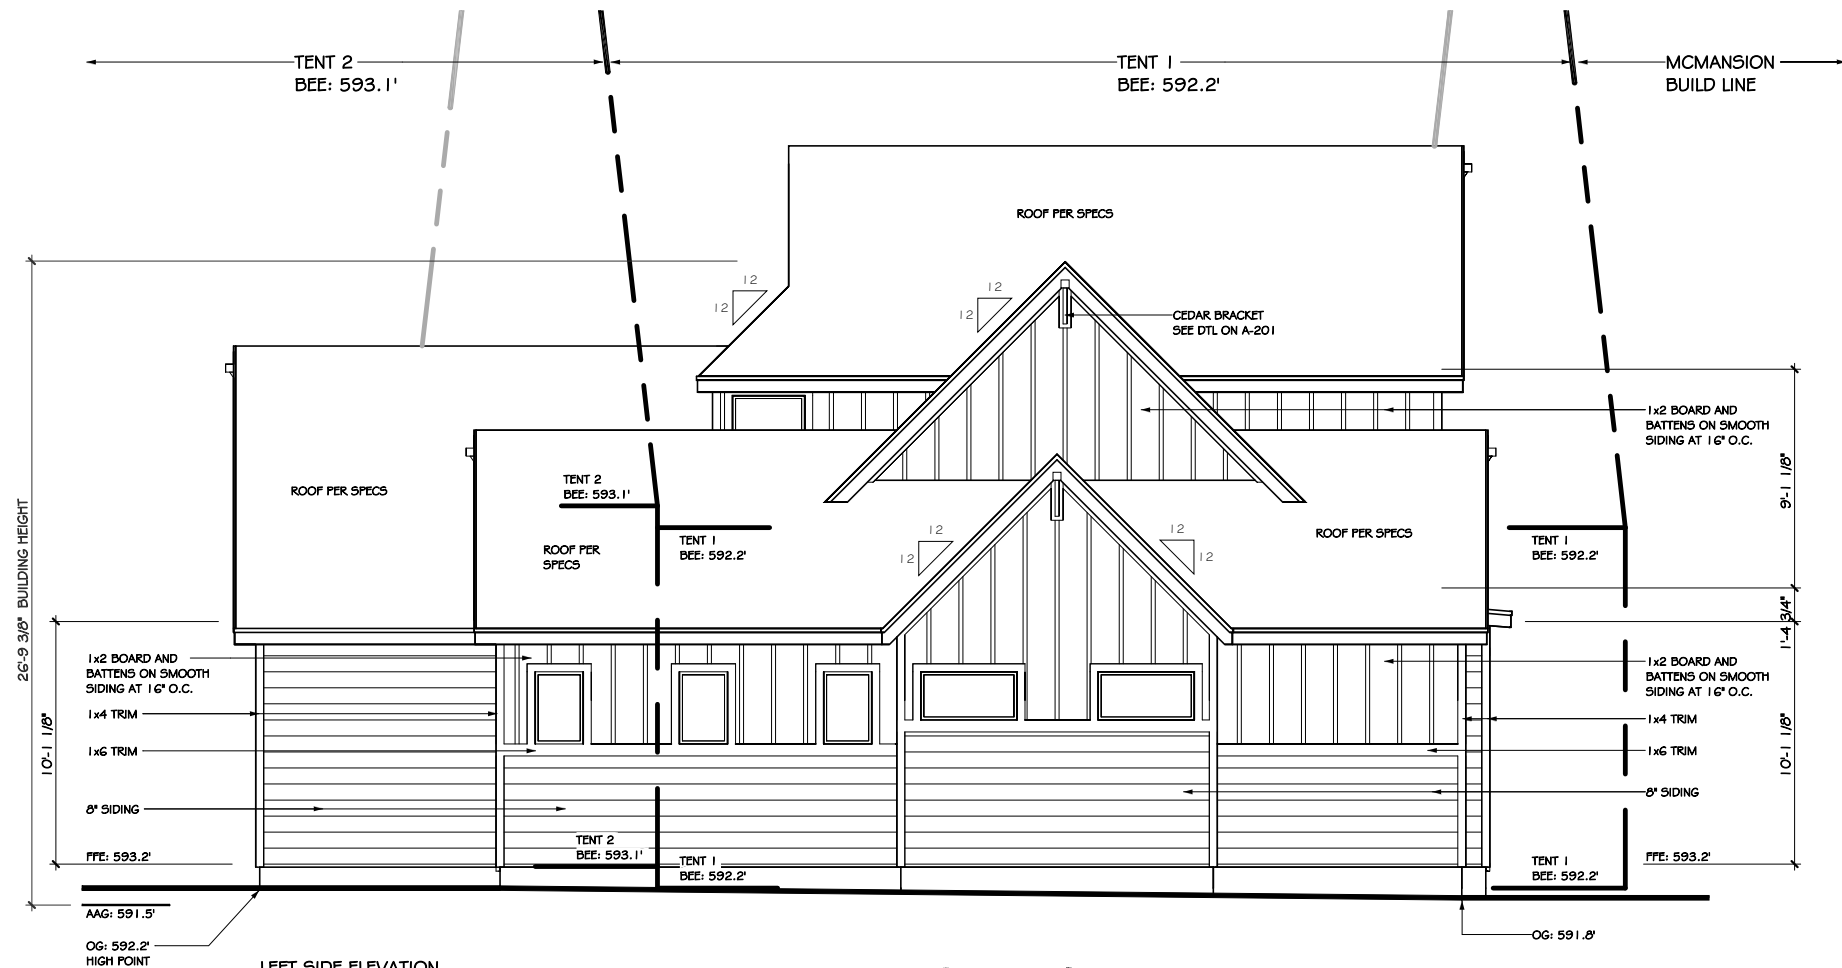 TENT 2
BEE: 593.1'
TENT 1
BEE: 592.2'
MCMANSION
BUILD LINE
ROOF PER SPECS
12
12
12
12
CEDAR BRACKET
SEE DTL ON A-201
1x2 BOARD AND
BATTENS ON SMOOTH
SIDING AT 16" O.C.
9'-1 1/8"
26'-9 3/8" BUILDING HEIGHT
ROOF PER SPECS
TENT 2
BEE: 593.1'
TENT 1
BEE: 592.2'
ROOF PER
SPECS
12
12
12
12
ROOF PER SPECS
TENT 1
BEE: 592.2'
1'-4 3/4"
1x2 BOARD AND
BATTENS ON SMOOTH
SIDING AT 16" O.C.
1x4 TRIM
1x6 TRIM
8" SIDING
10'-1 1/8"
FFE: 593.2'
1x2 BOARD AND
BATTENS ON SMOOTH
SIDING AT 16" O.C.
1x4 TRIM
1x6 TRIM
8" SIDING
10'-1 1/8"
FFE: 593.2'
TENT 2
BEE: 593.1'
TENT 1
BEE: 592.2'
TENT 1
BEE: 592.2'
AAG: 591.5'
OG: 592.2'
HIGH POINT
OG: 591.8'
LEFT SIDE ELEVATION